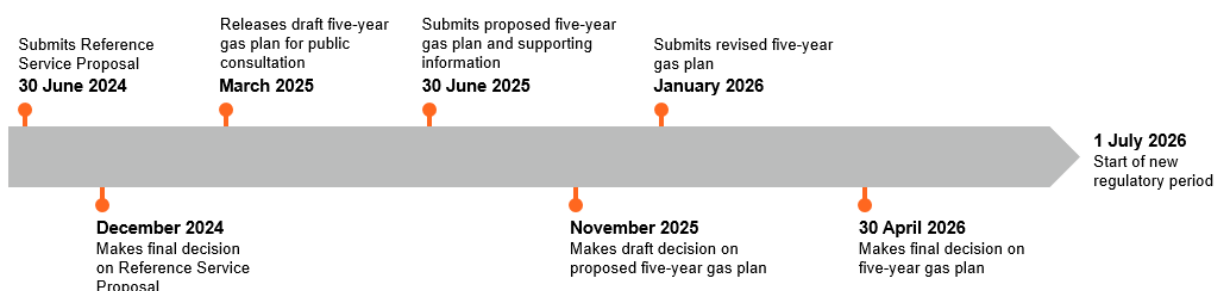 Submits Reference
Service Proposal
30 June 2024
Releases draft five-year
gas plan for public
consultation
March 2025
Submits proposed five-year
gas plan and supporting
information
30 June 2025
Submits revised five-year
gas plan
January 2026
1 July 2026
Start of new
regulatory period
December 2024
Makes final decision
on Reference Service
Proposal
November 2025
Makes draft decision on
proposed five-year gas plan
30 April 2026
Makes final decision on
five-year gas plan